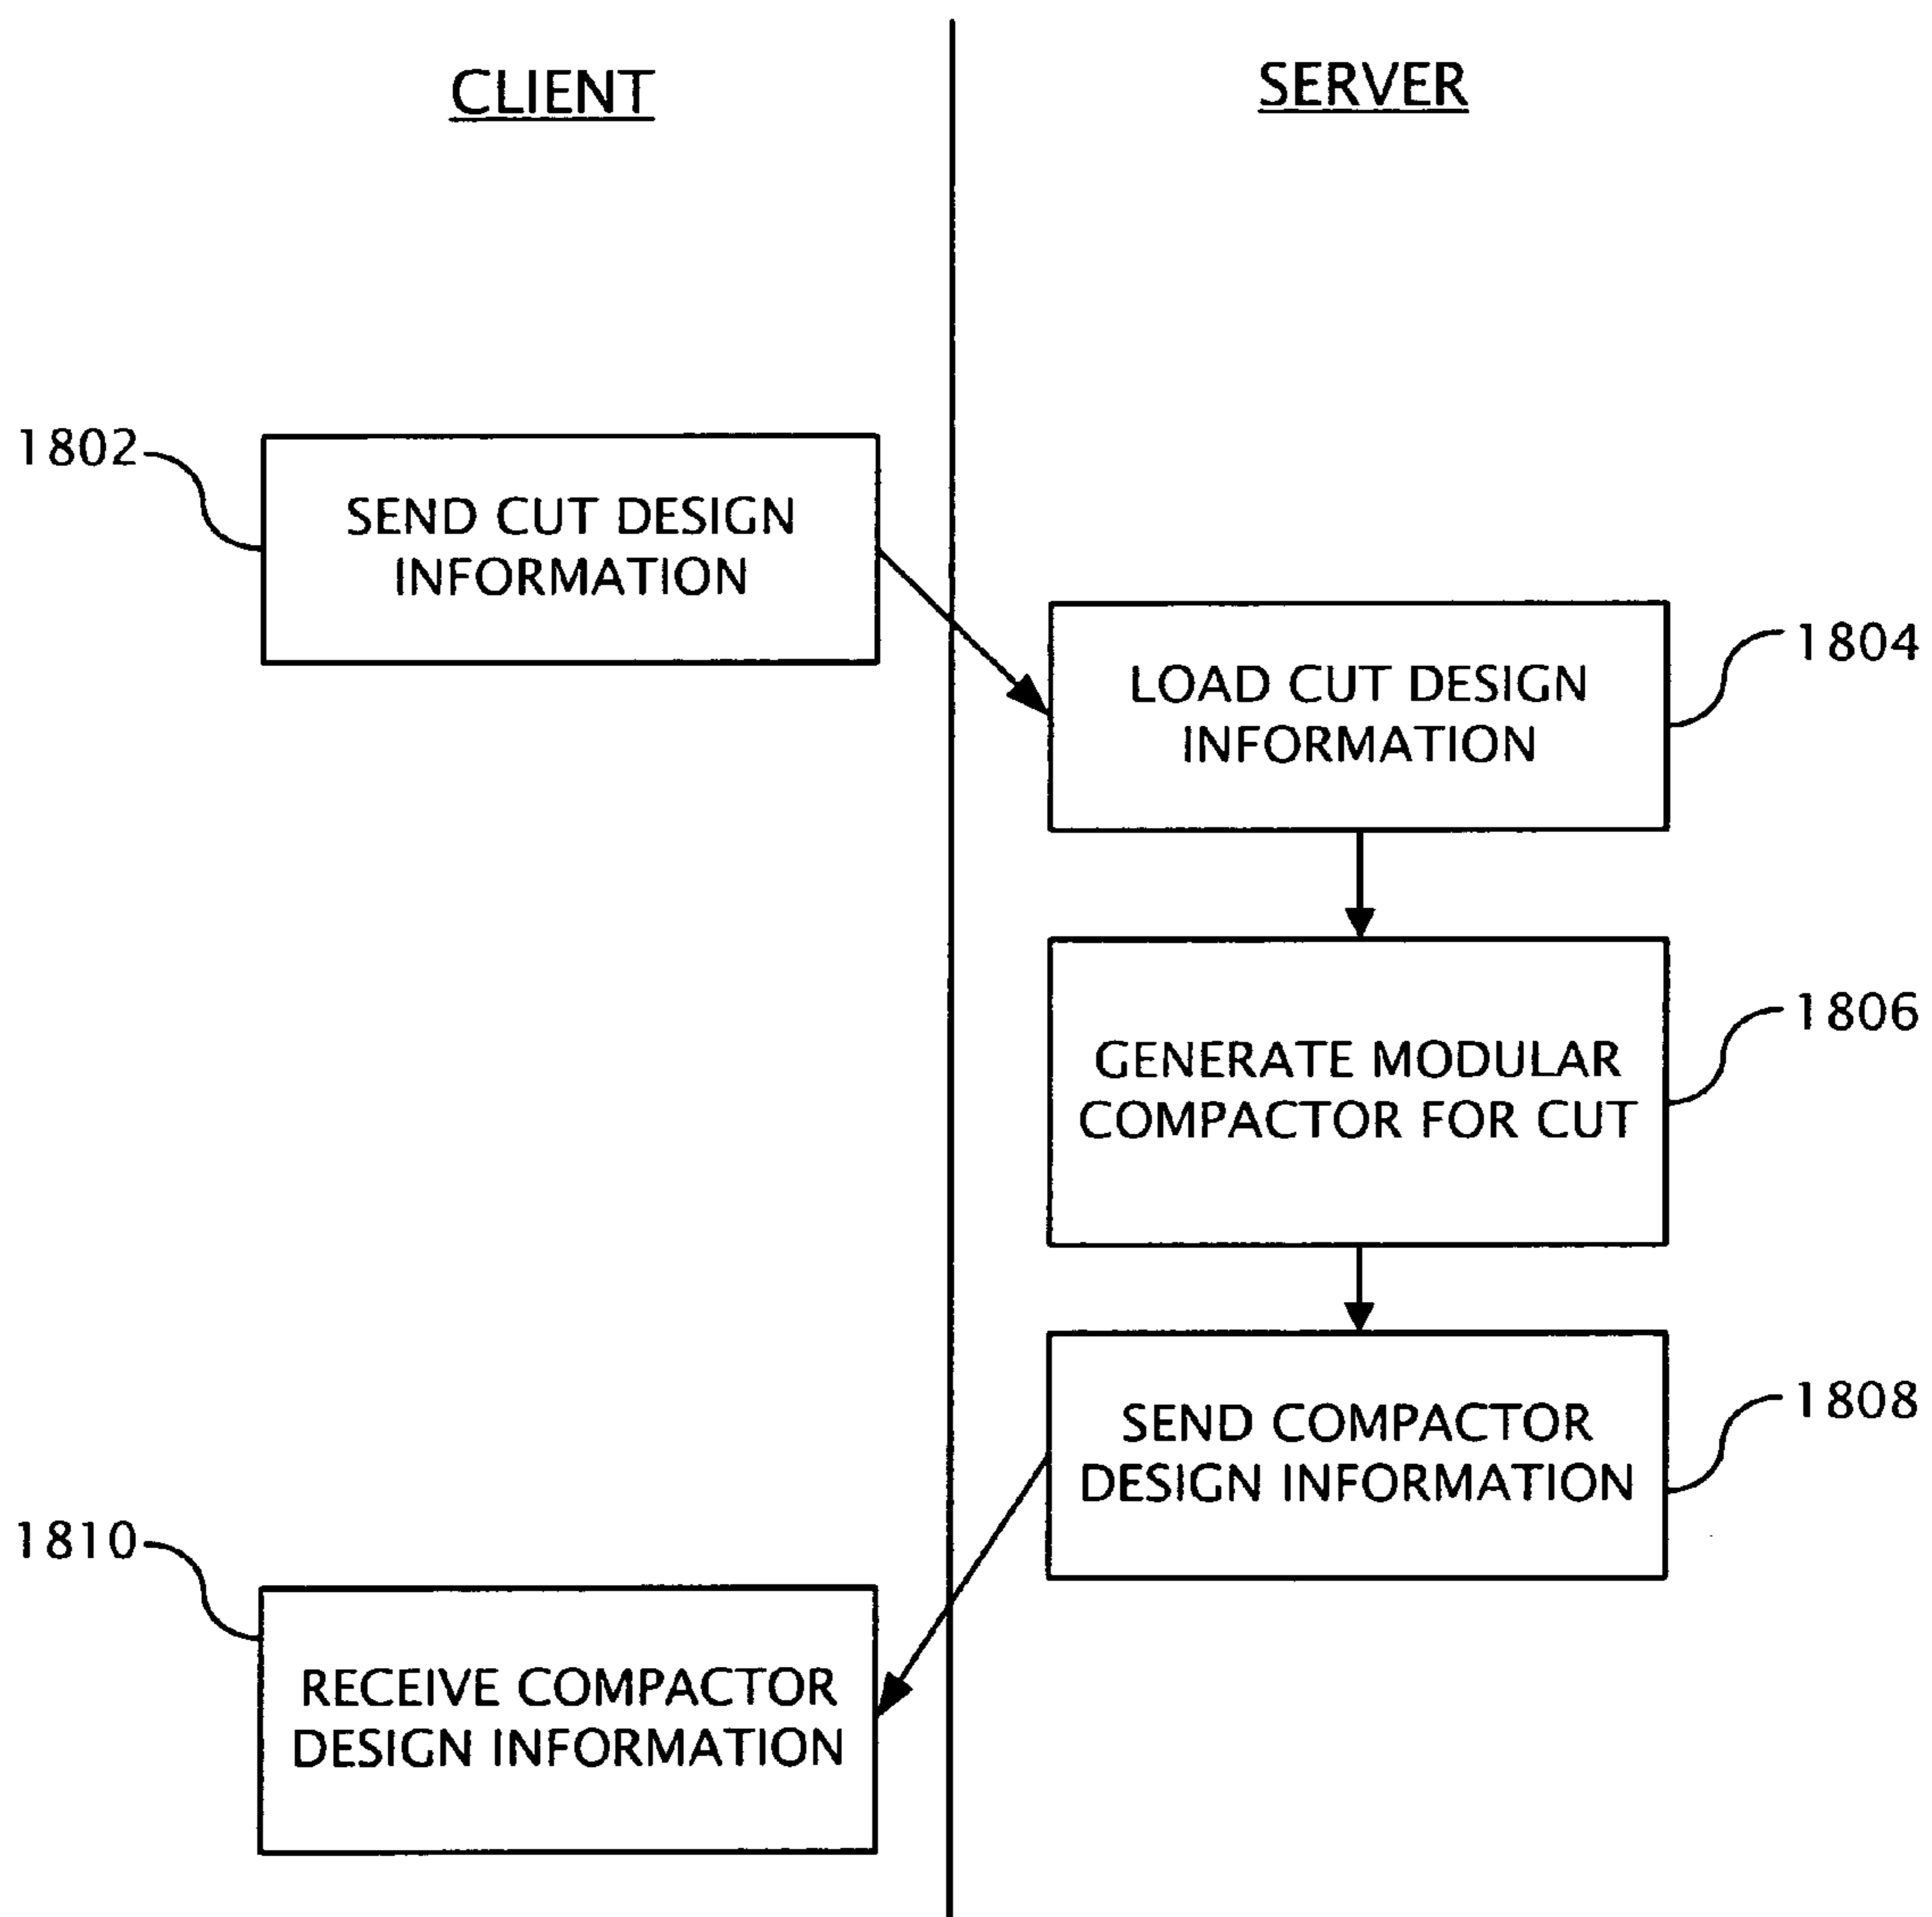 CLIENT
SERVER
1802
SEND CUT DESIGN
INFORMATION
1804
LOAD CUT DESIGN
INFORMATION
1806
GENERATE MODULAR
COMPACTOR FOR CUT
1808
SEND COMPACTOR
DESIGN INFORMATION
1810
RECEIVE COMPACTOR
DESIGN INFORMATION